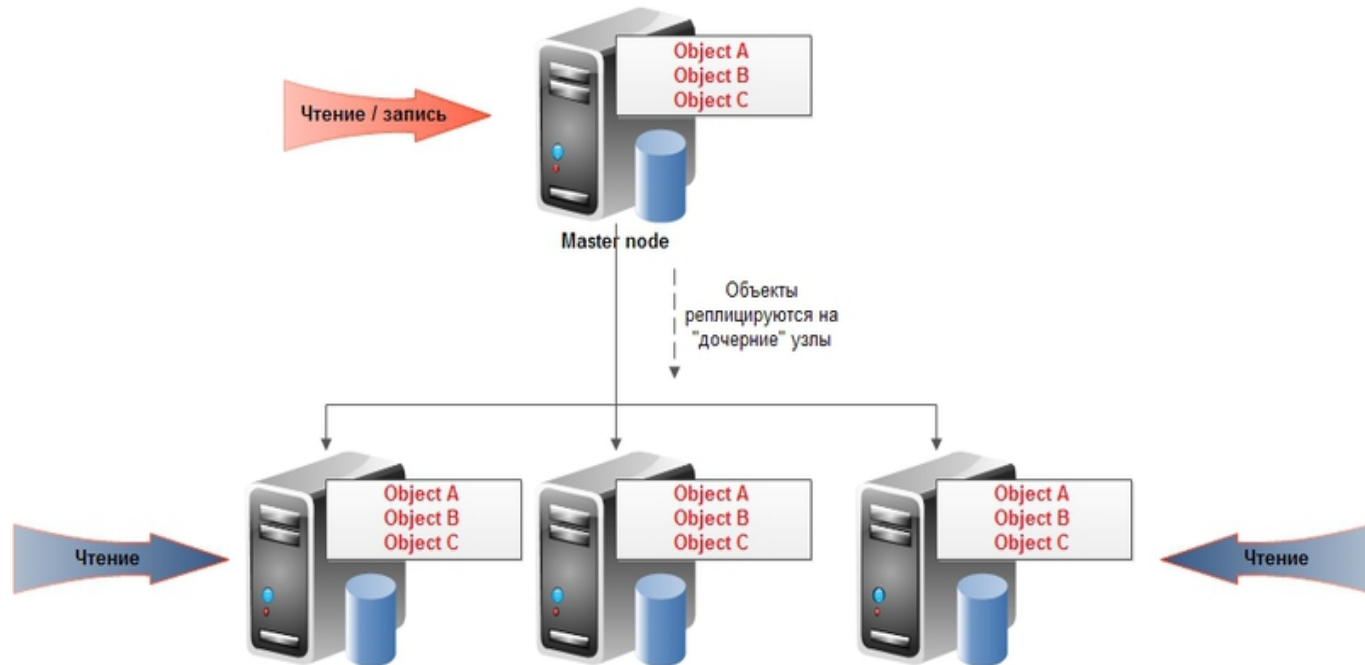 Object A
Object B
Object C
Чтение / запись
Master node
Объекты
реплицируются на
"дочерние" узлы
Object A
Object B
Object C
Object A
Object B
Object C
Object A
Object B
Object C
Чтение
Чтение